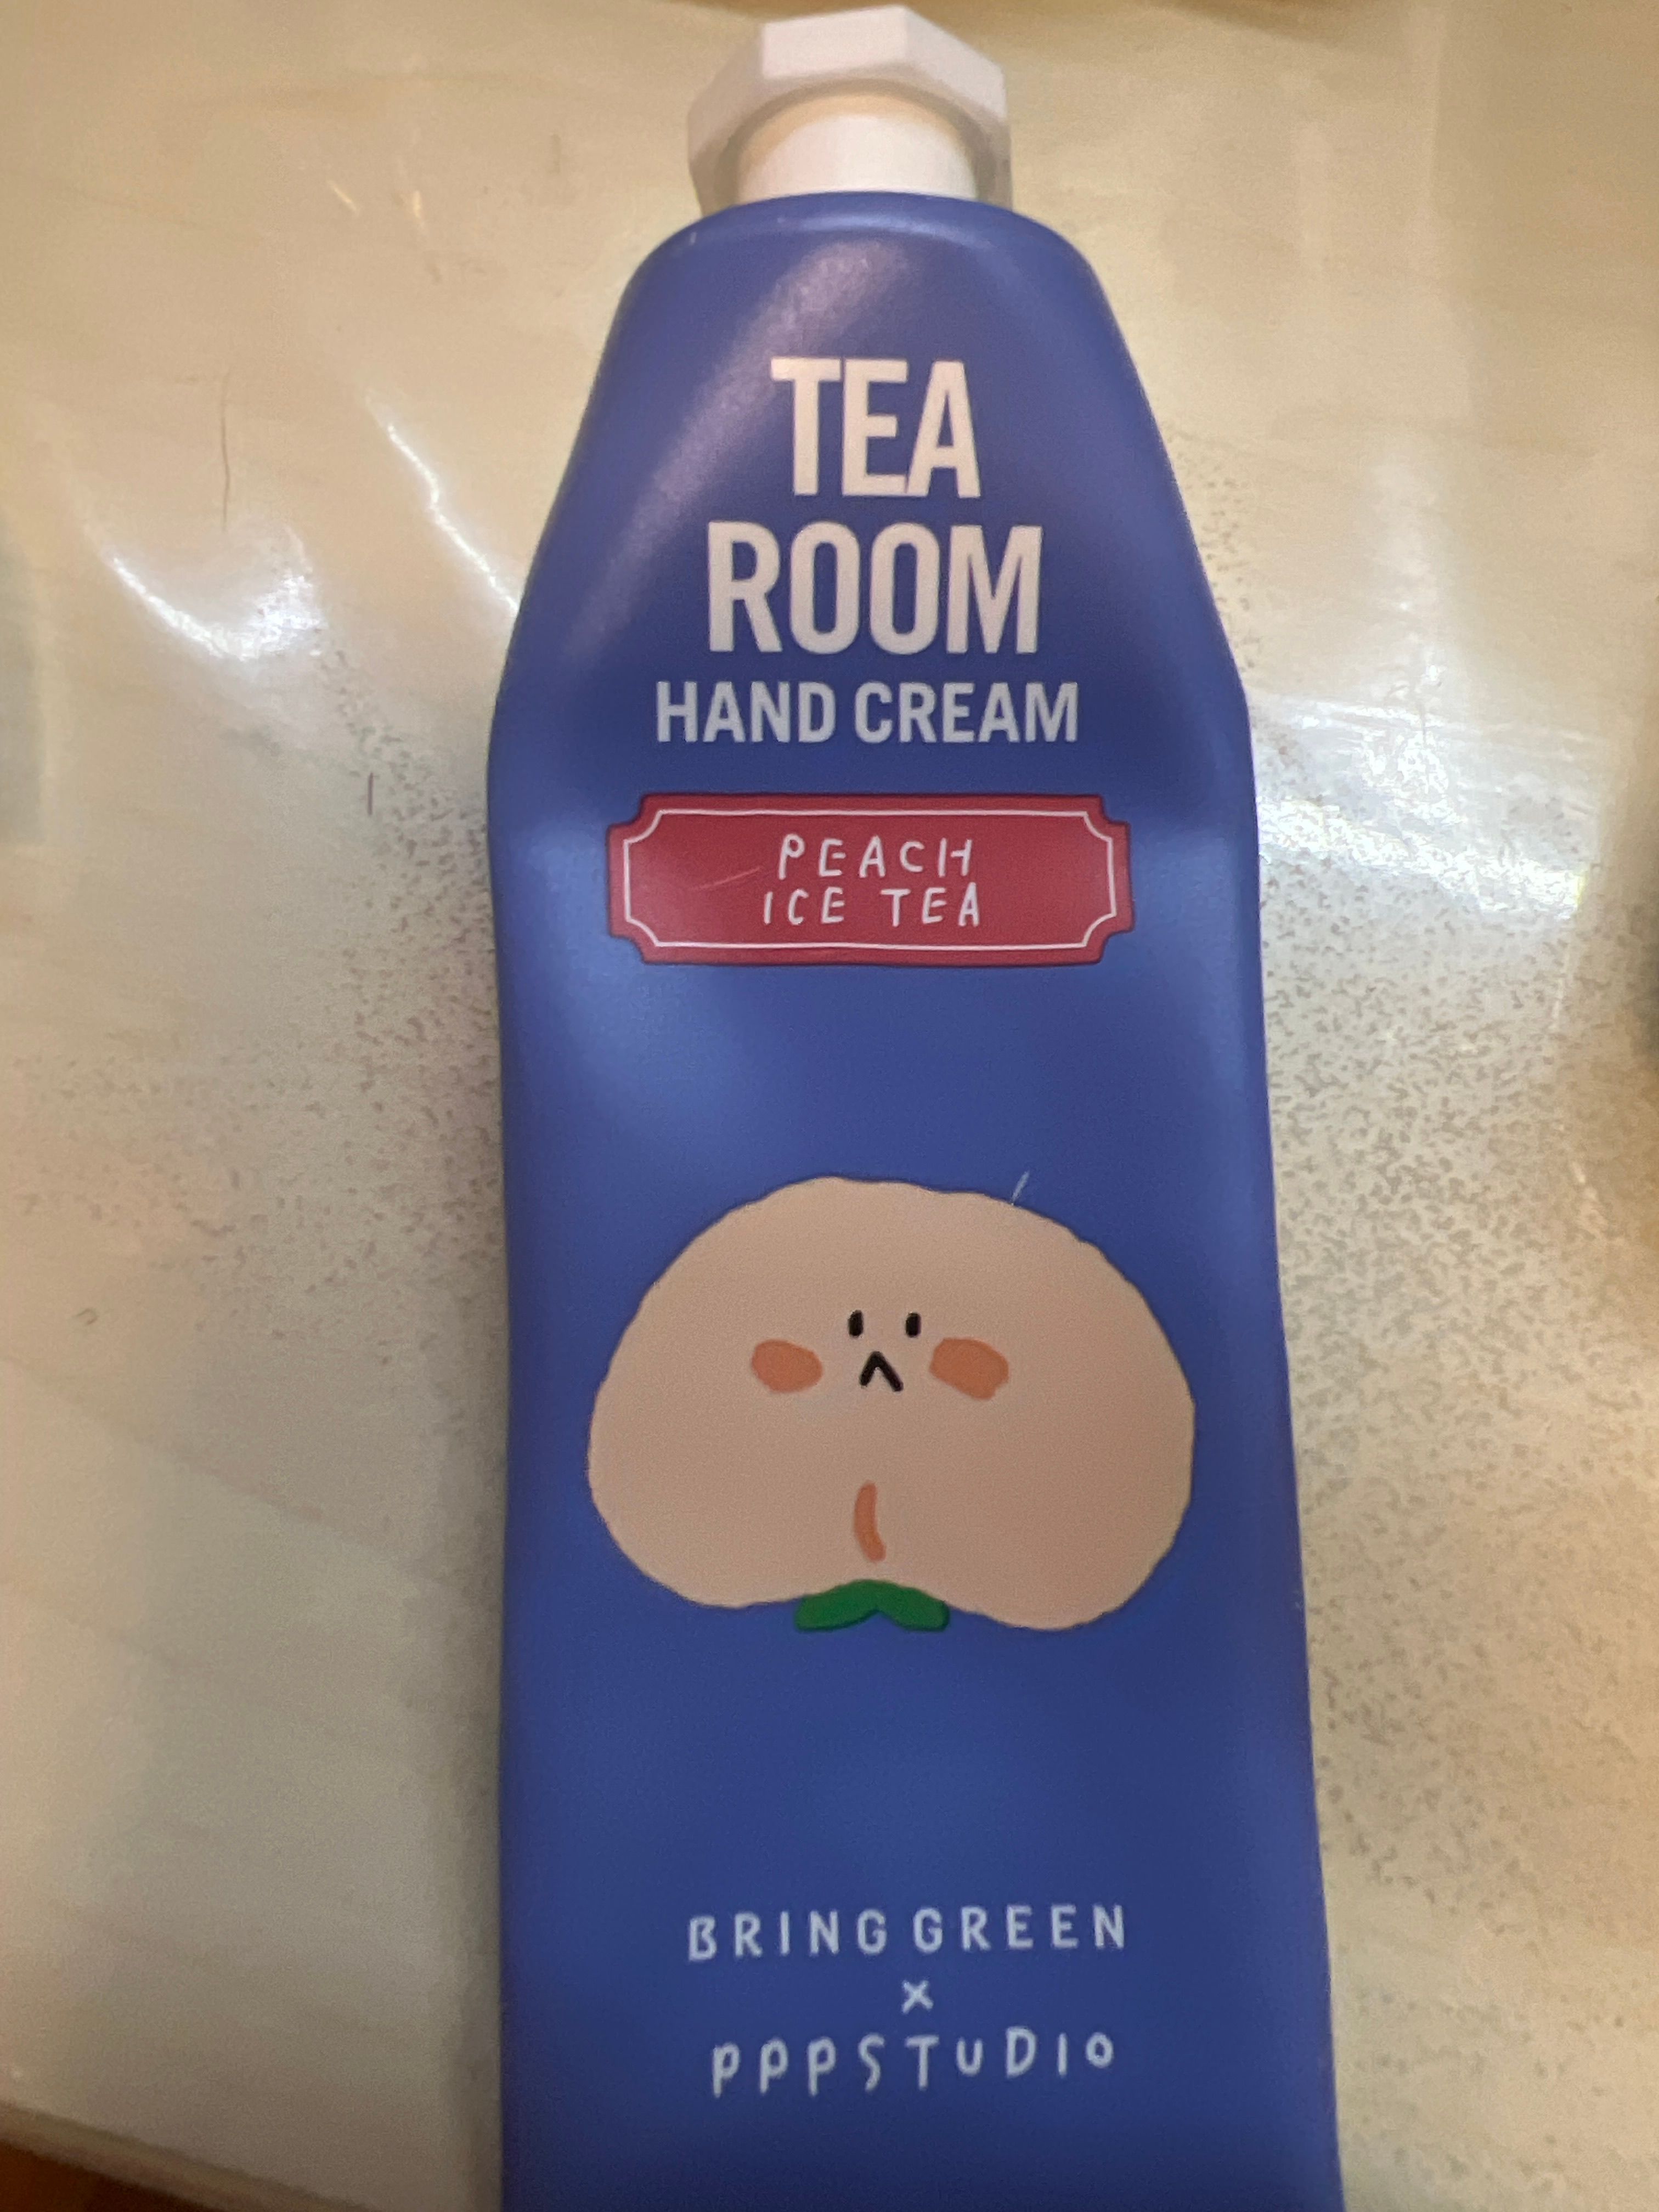 TEA
ROOM
HAND CREAM
PEACH
ICE TEA
BRING GREEN
×
PPPSTUDIO